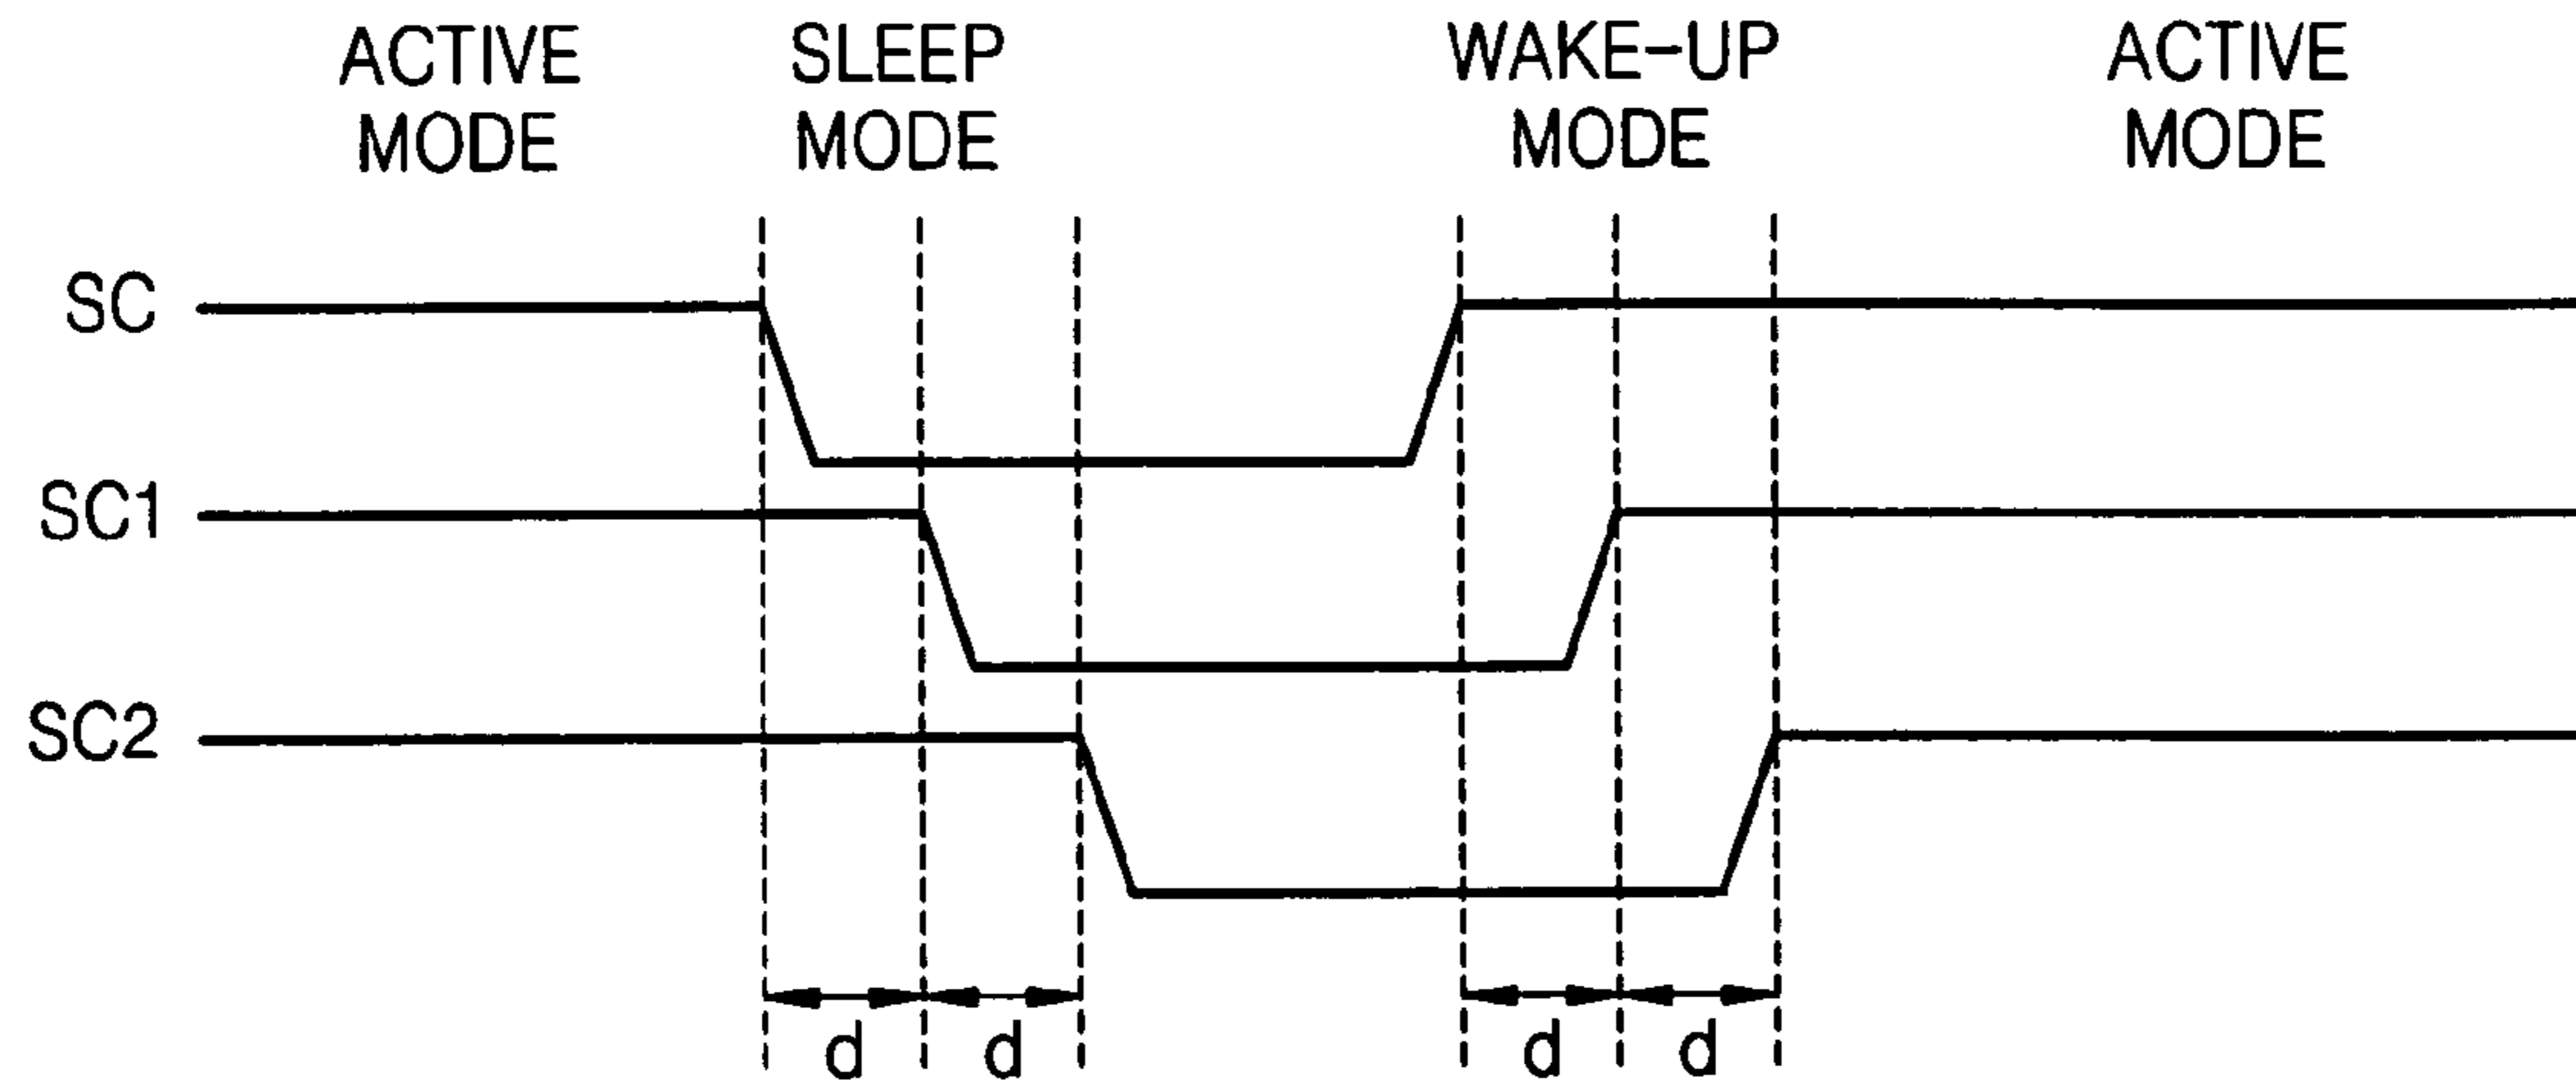 ACTIVE
MODE
SLEEP
MODE
WAKE-UP
MODE
ACTIVE
MODE
SC
SC1
SC2
d
d
d
d